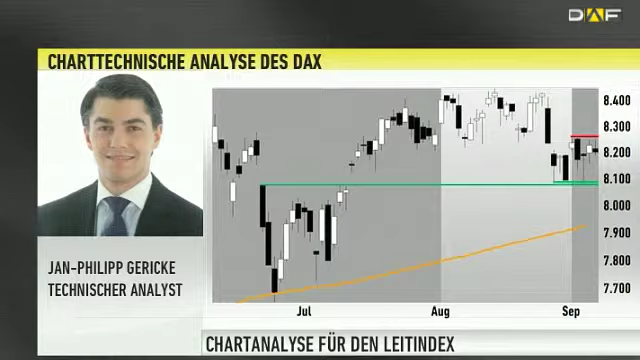 DAF
CHARTTECHNISCHE ANALYSE DES DAX
8.400
8.300
8.200
8.100
8.000
7.900
7.800
7.700
Jul Aug Sep
JAN-PHILIPP GERICKE
TECHNISCHER ANALYST
CHARTANALYSE FÜR DEN LEITINDEX